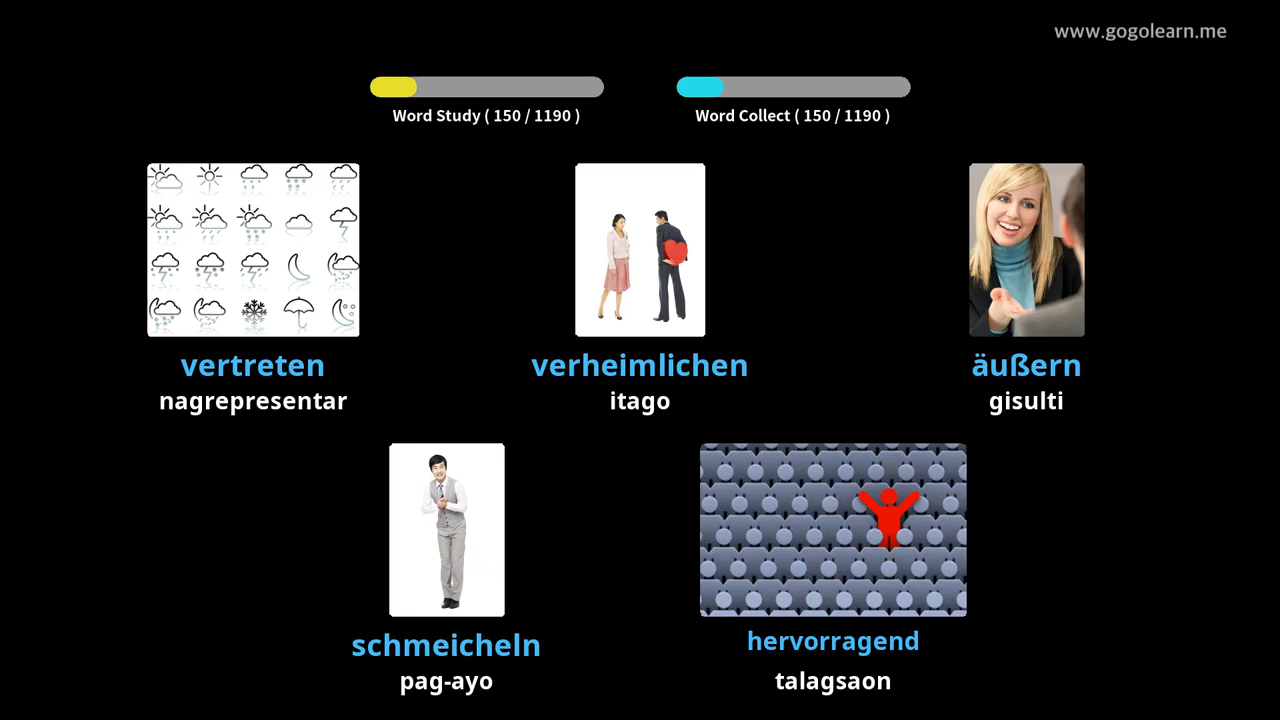 www.gogolearn.me
Word Study ( 150 / 1190 )
Word Collect ( 150 / 1190 )
vertreten
nagrepresentar
verheimlichen
itago
äußern
gisulti
schmeicheln
pag-ayo
hervorragend
talagsaon